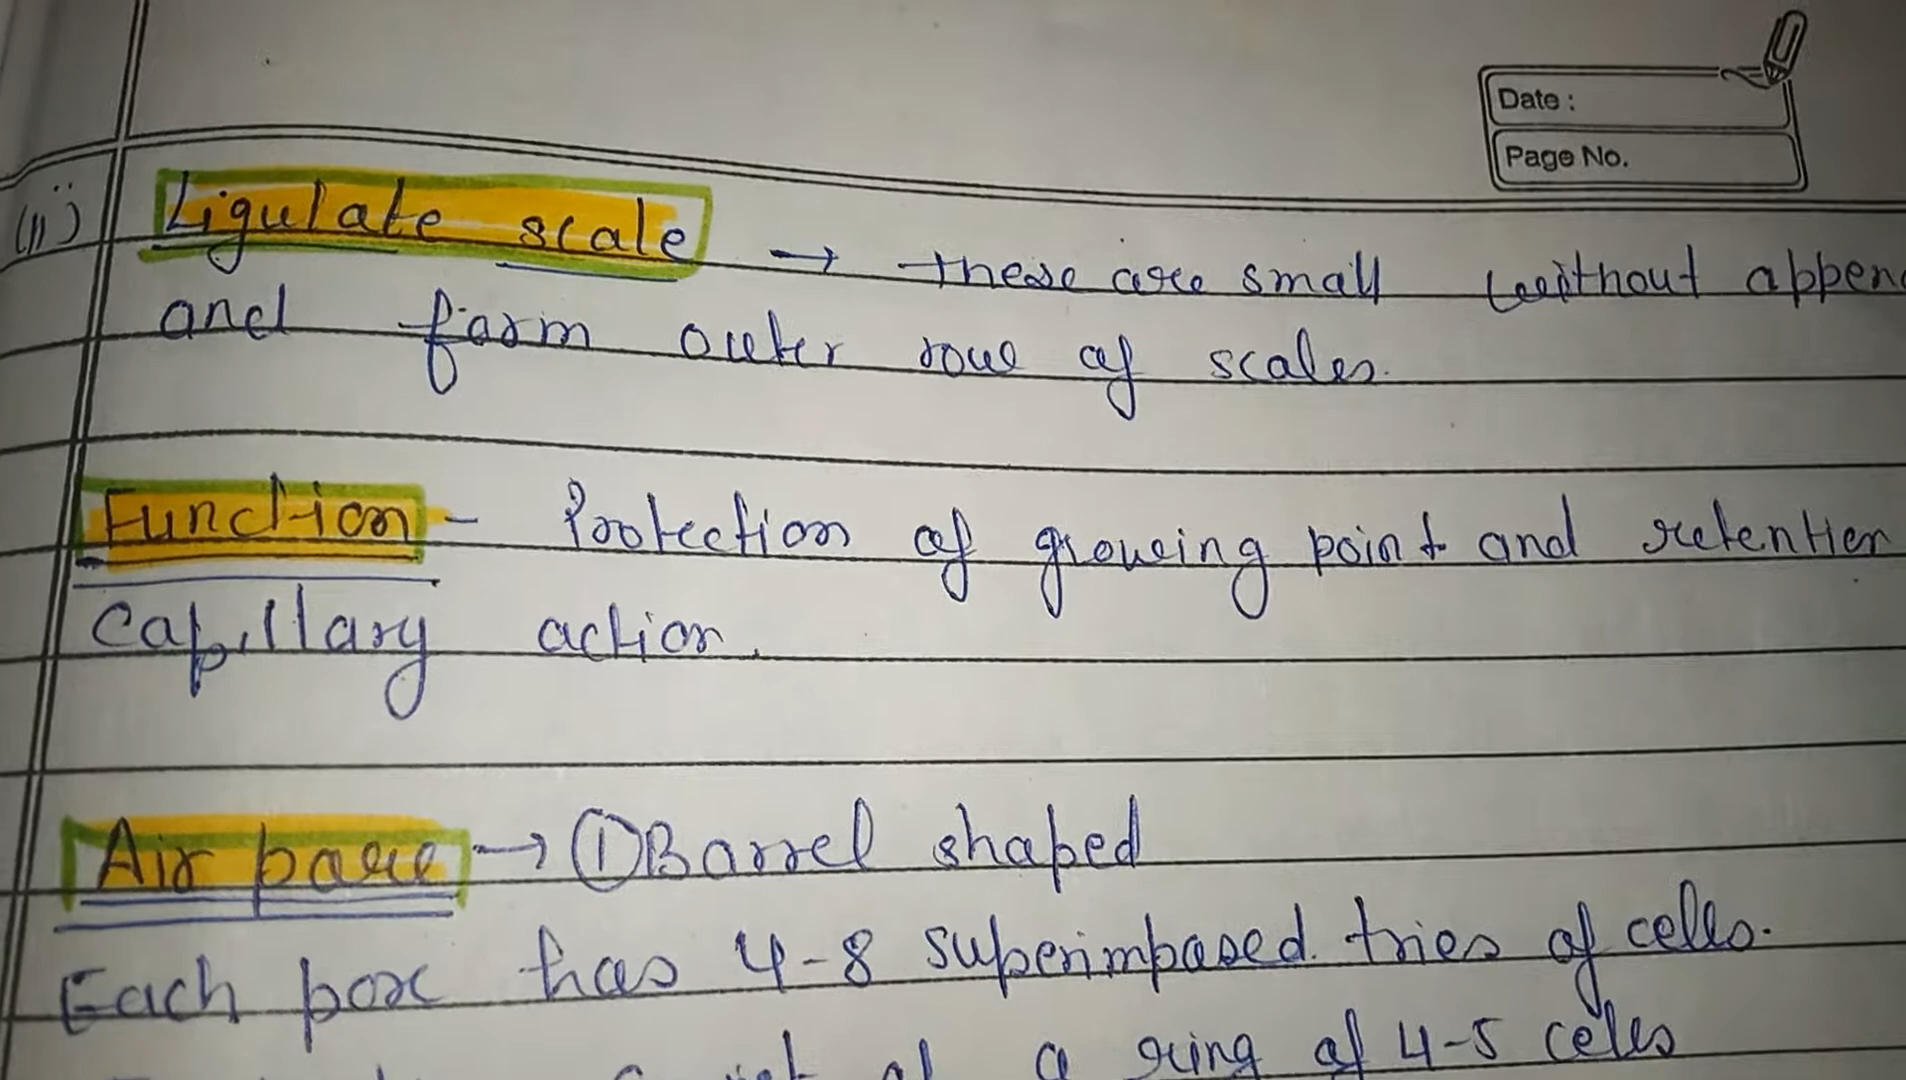 Date :
Page No.
(ii) Ligulate scale → these are small without appen
and form outer row of scales.
Function - Protection of growing point and retention
Capillary action.
Air pore → ① Barrel shaped
Each pore has 4-8 superimposed tries of cells.
a ring of 4-5 cells